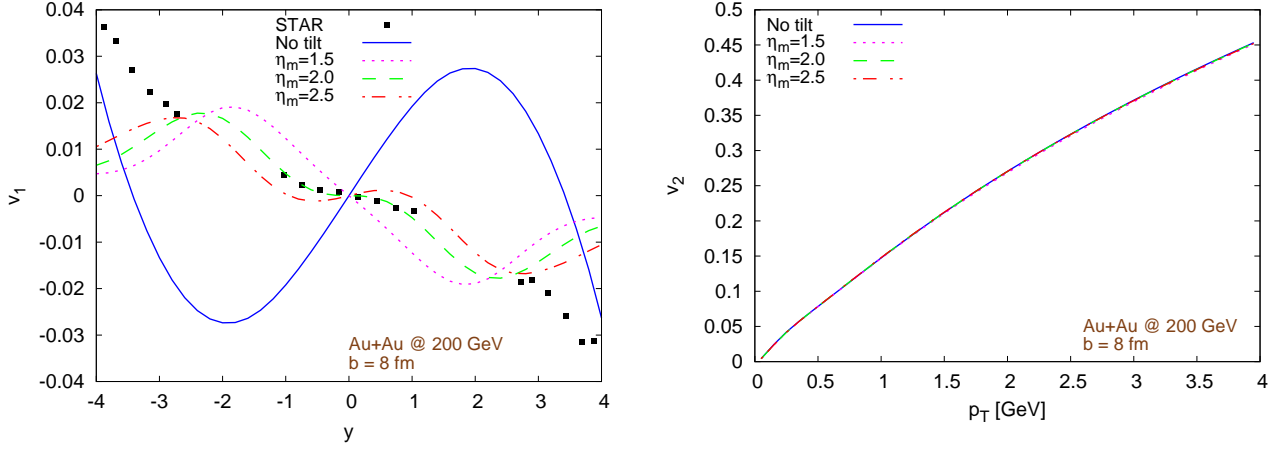 0.04
0.03
0.02
0.01
0
-0.01
-0.02
-0.03
-0.04
v1
STAR
No tilt
ηm=1.5
ηm=2.0
ηm=2.5
Au+Au @ 200 GeV
b = 8 fm
-4 -3 -2 -1 0 1 2 3 4
y
0.5
0.45
0.4
0.35
0.3
0.25
0.2
0.15
0.1
0.05
0
v2
No tilt
ηm=1.5
ηm=2.0
ηm=2.5
Au+Au @ 200 GeV
b = 8 fm
0 0.5 1 1.5 2 2.5 3 3.5 4
pT [GeV]